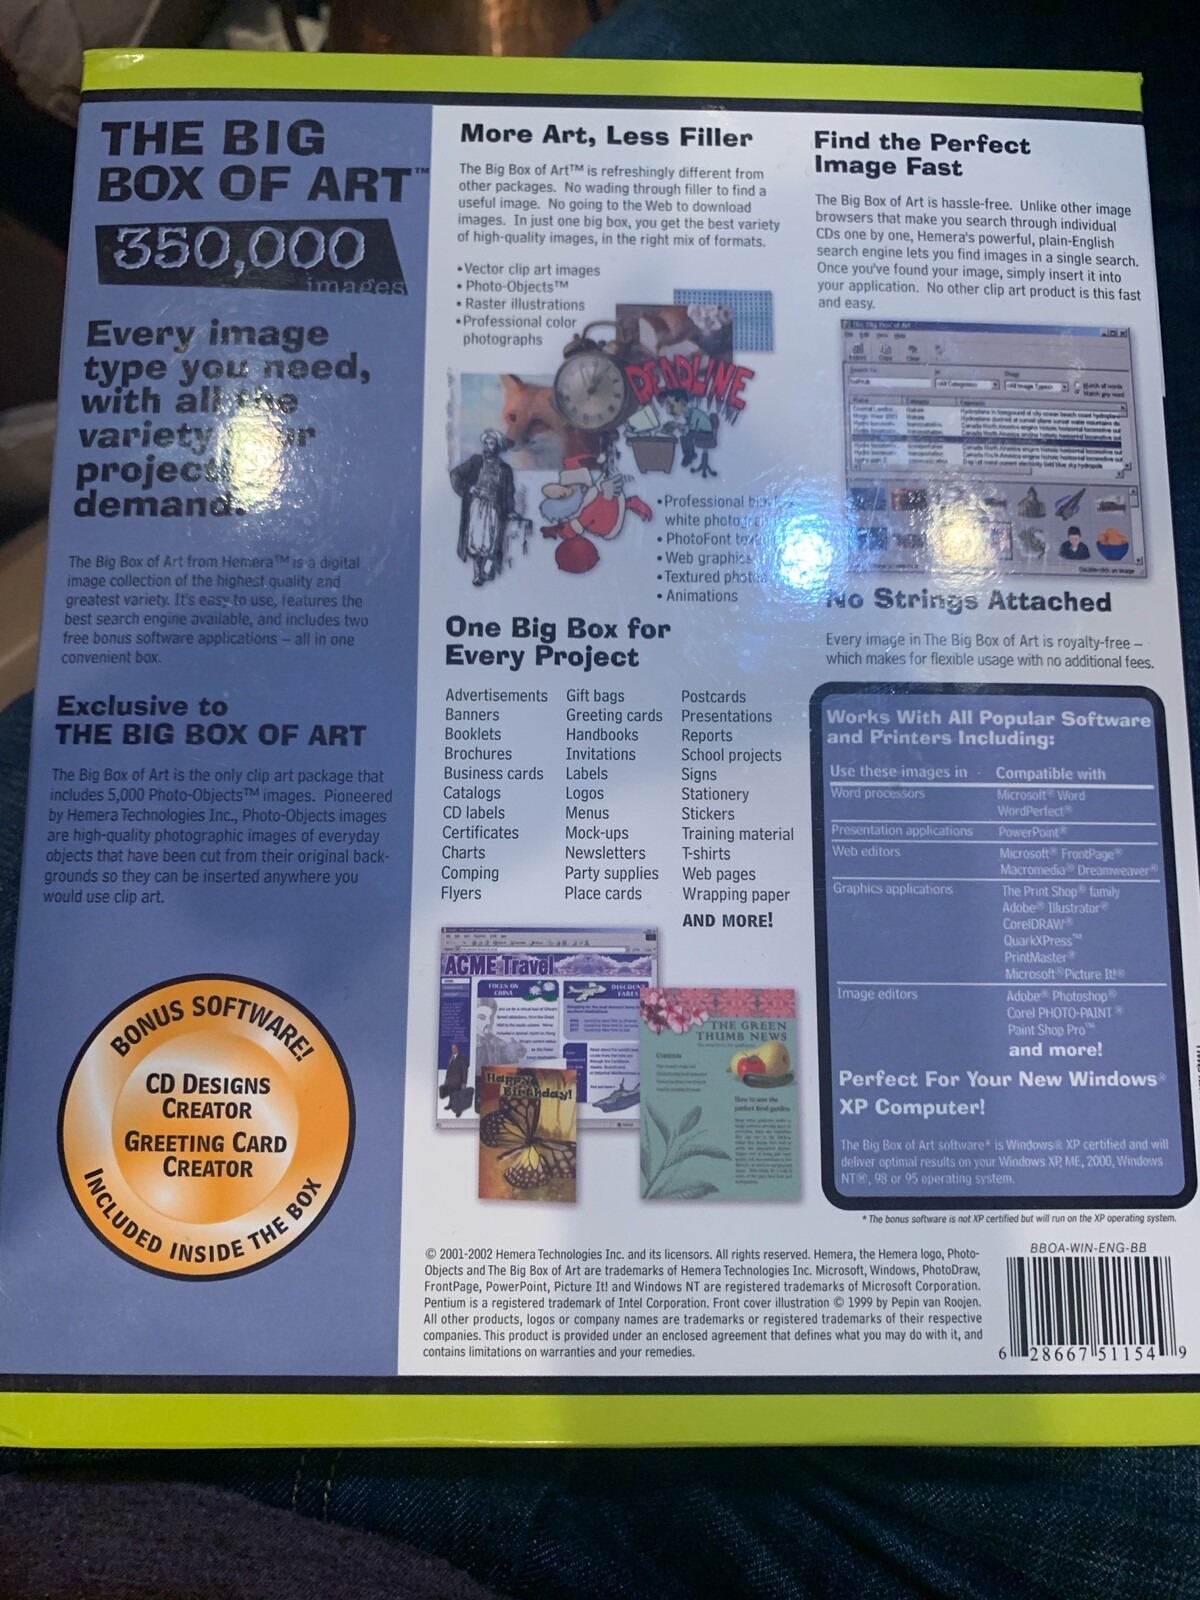 THE BIG
BOX OF ART™
350,000
images
Every image
type you need,
with all the
variety your
project
demand
The Big Box of Art from Hemera™ is a digital
image collection of the highest quality and
greatest variety. It's easy to use, features the
best search engine available, and includes two
free bonus software applications – all in one
convenient box.
Exclusive to
THE BIG BOX OF ART
The Big Box of Art is the only clip art package that
includes 5,000 Photo-Objects™ images. Pioneered
by Hemera Technologies Inc., Photo-Objects images
are high-quality photographic images of everyday
objects that have been cut from their original back-
grounds so they can be inserted anywhere you
would use clip art.
BONUS SOFTWARE!
CD DESIGNS
CREATOR
GREETING CARD
CREATOR
INCLUDED INSIDE THE BOX
More Art, Less Filler
The Big Box of Art™ is refreshingly different from
other packages. No wading through filler to find a
useful image. No going to the Web to download
images. In just one big box, you get the best variety
of high-quality images, in the right mix of formats.
• Vector clip art images
• Photo-Objects™
• Raster illustrations
• Professional color
photographs
DEADLINE
• Professional
white
• PhotoFont
• Web graphics
• Textured photos
• Animations
One Big Box for
Every Project
Advertisements
Banners
Booklets
Brochures
Business cards
Catalogs
CD labels
Certificates
Charts
Comping
Flyers
Gift bags
Greeting cards
Handbooks
Invitations
Labels
Logos
Menus
Mock-ups
Newsletters
Party supplies
Place cards
Postcards
Presentations
Reports
School projects
Signs
Stationery
Stickers
Training material
T-shirts
Web pages
Wrapping paper
AND MORE!
ACME Travel
FOCUS ON
CHINA
DISCOUNT
FARES
Happy
Birthday!
THE GREEN
THUMB NEWS
Find the Perfect
Image Fast
The Big Box of Art is hassle-free. Unlike other image
browsers that make you search through individual
CDs one by one, Hemera's powerful, plain-English
search engine lets you find images in a single search.
Once you've found your image, simply insert it into
your application. No other clip art product is this fast
and easy.
The Big Box of Art
No Strings Attached
Every image in The Big Box of Art is royalty-free –
which makes for flexible usage with no additional fees.
Works With All Popular Software
and Printers Including:
Use these images in Compatible with
Word processors Microsoft® Word
WordPerfect®
Presentation applications PowerPoint®
Web editors Microsoft® FrontPage®
Macromedia® Dreamweaver®
Graphics applications The Print Shop® family
Adobe® Illustrator®
CorelDRAW®
QuarkXPress™
PrintMaster®
Microsoft® Picture It!®
Image editors Adobe® Photoshop®
Corel PHOTO-PAINT®
Paint Shop Pro™
and more!
Perfect For Your New Windows®
XP Computer!
The Big Box of Art software* is Windows® XP certified and will
deliver optimal results on your Windows XP, ME, 2000, Windows
NT®, 98 or 95 operating system.
* The bonus software is not XP certified but will run on the XP operating system.
© 2001-2002 Hemera Technologies Inc. and its licensors. All rights reserved. Hemera, the Hemera logo, Photo-
Objects and The Big Box of Art are trademarks of Hemera Technologies Inc. Microsoft, Windows, PhotoDraw,
FrontPage, PowerPoint, Picture It! and Windows NT are registered trademarks of Microsoft Corporation.
Pentium is a registered trademark of Intel Corporation. Front cover illustration © 1999 by Pepin van Roojen.
All other products, logos or company names are trademarks or registered trademarks of their respective
companies. This product is provided under an enclosed agreement that defines what you may do with it, and
contains limitations on warranties and your remedies.
BBOA-WIN-ENG-BB
6 28667 51154 9